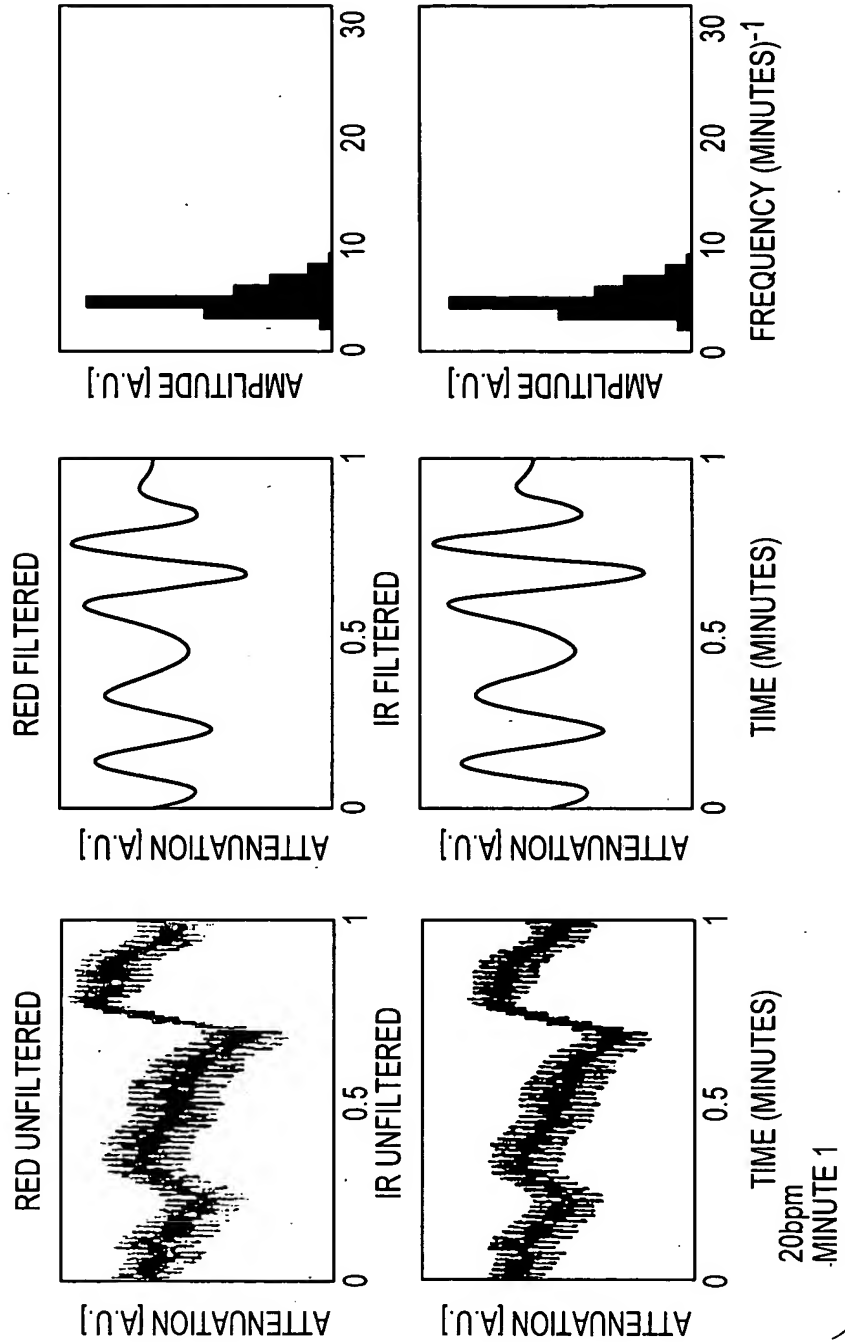 RED UNFILTERED
ATTENUATION [A.U.]
0
0.5
1
IR UNFILTERED
ATTENUATION [A.U.]
0
0.5
1
TIME (MINUTES)
20bpm
MINUTE 1
RED FILTERED
ATTENUATION [A.U.]
0
0.5
1
IR FILTERED
ATTENUATION [A.U.]
0
0.5
1
TIME (MINUTES)
AMPLITUDE [A.U.]
0
10
20
30
AMPLITUDE [A.U.]
0
10
20
30
FREQUENCY (MINUTES)⁻¹